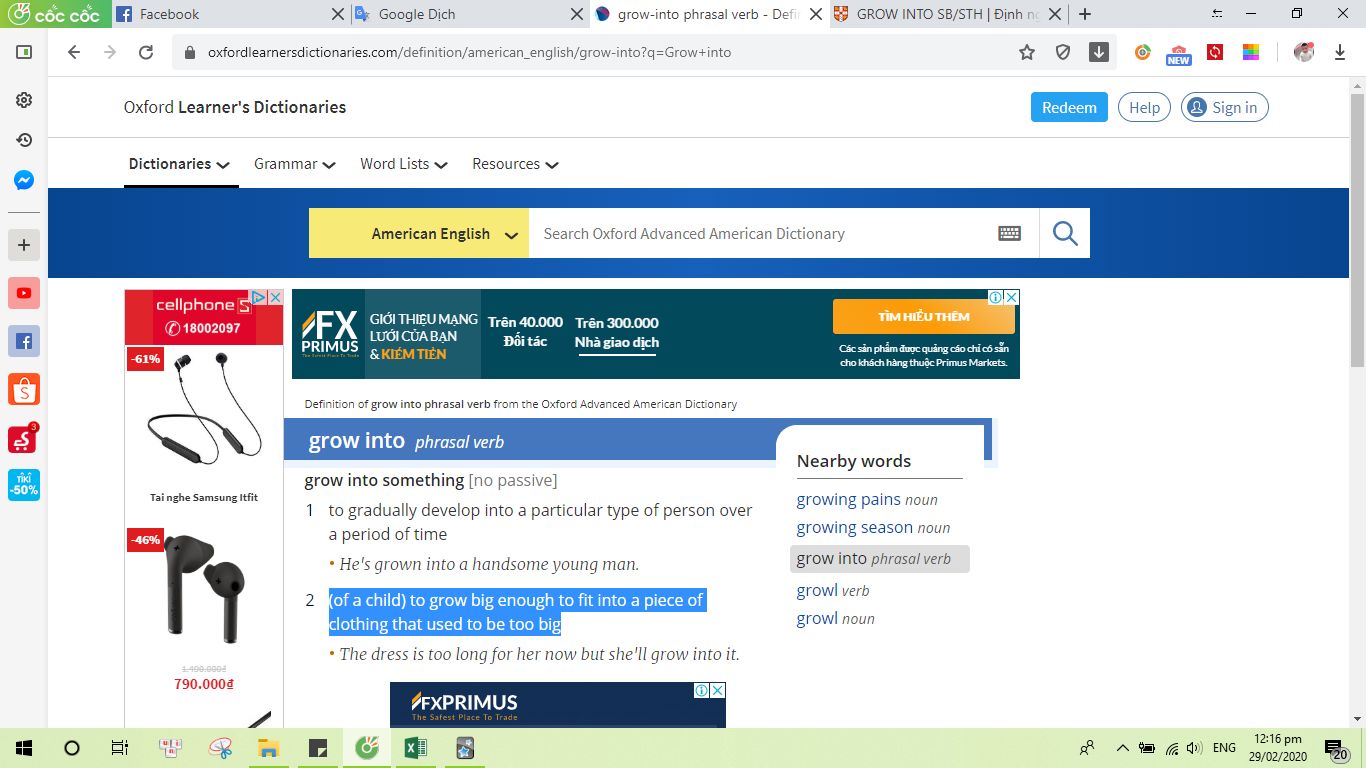 cốc cốc
Facebook
Google Dịch
grow-into phrasal verb - Defi
GROW INTO SB/STH | Định ng
oxfordlearnersdictionaries.com/definition/american_english/grow-into?q=Grow+into
NEW
Oxford Learner's Dictionaries
Redeem
Help
Sign in
Dictionaries
Grammar
Word Lists
Resources
American English
Search Oxford Advanced American Dictionary
3
TIKI
-50%
cellphone S
18002097
-61%
Tai nghe Samsung Itfit
-46%
1.490.000₫
790.000₫
FXPRIMUS
The Safest Place To Trade
GIỚI THIỆU MẠNG
LƯỚI CỦA BẠN
& KIẾM TIỀN
Trên 40.000
Đối tác
Trên 300.000
Nhà giao dịch
TÌM HIỂU THÊM
Các sản phẩm được quảng cáo chỉ có sẵn
cho khách hàng thuộc Primus Markets.
Definition of grow into phrasal verb from the Oxford Advanced American Dictionary
grow into phrasal verb
grow into something [no passive]
1 to gradually develop into a particular type of person over
a period of time
• He's grown into a handsome young man.
2 (of a child) to grow big enough to fit into a piece of
clothing that used to be too big
• The dress is too long for her now but she'll grow into it.
Nearby words
growing pains noun
growing season noun
grow into phrasal verb
growl verb
growl noun
FXPRIMUS
The Safest Place To Trade
ENG
12:16 pm
29/02/2020
20